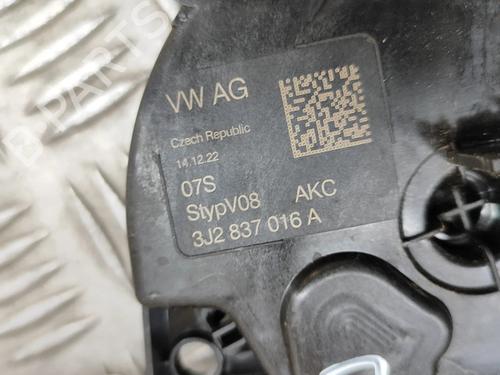 VW AG
Czech Republic
14.12.22
07S
StypV08 AKC
3J2 837 016 A